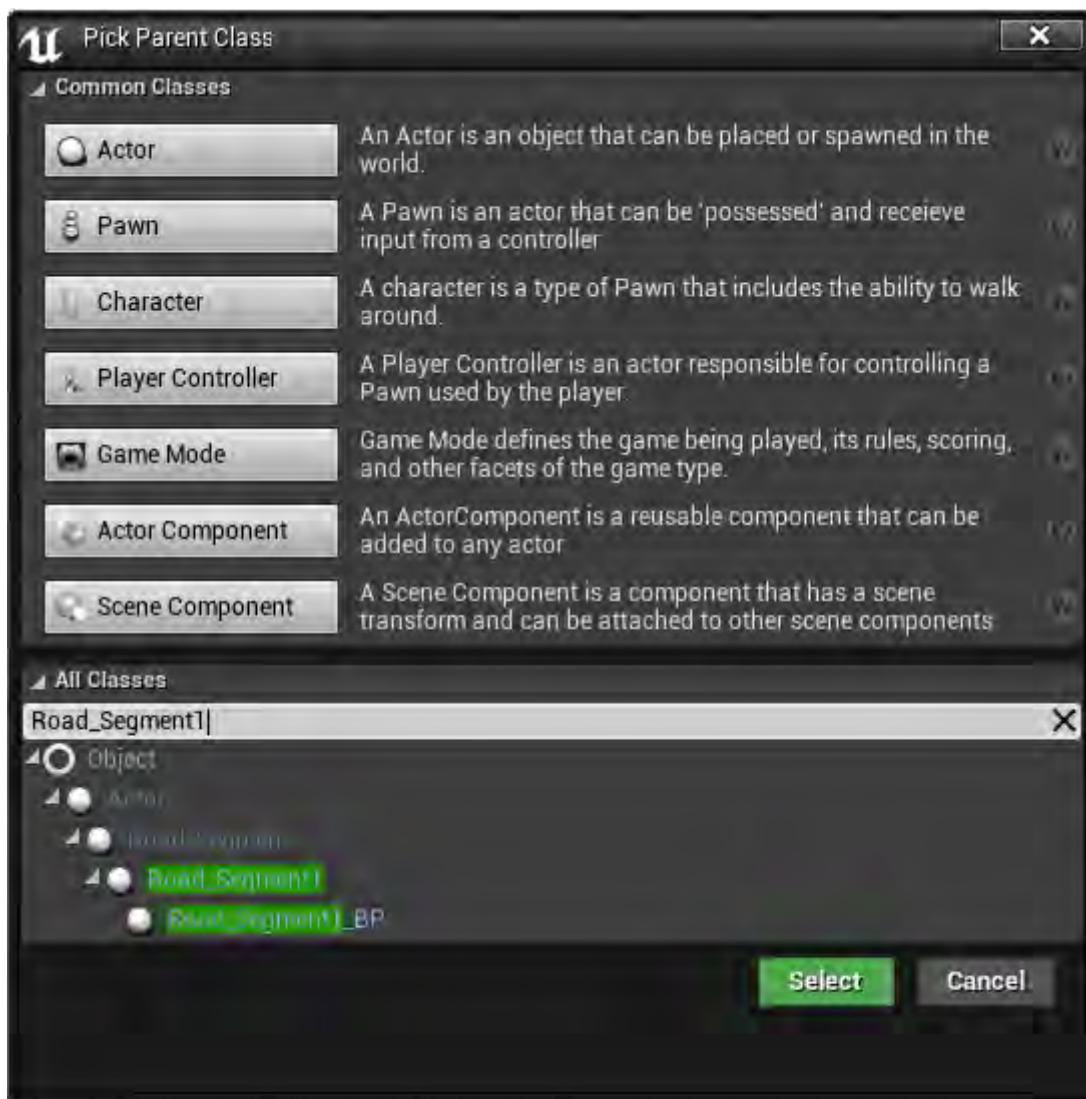 Pick Parent Class
Common Classes
Actor
An Actor is an object that can be placed or spawned in the
world.
Pawn
A Pawn is an actor that can be 'possessed' and receieve
input from a controller
Character
A character is a type of Pawn that includes the ability to walk
around.
Player Controller
A Player Controller is an actor responsible for controlling a
Pawn used by the player
Game Mode
Game Mode defines the game being played, its rules, scoring,
and other facets of the game type.
Actor Component
An ActorComponent is a reusable component that can be
added to any actor
Scene Component
A Scene Component is a component that has a scene
transform and can be attached to other scene components
All Classes
Road_Segment1
Object
Actor
Road_Segment1
Road_Segment1_BP
Select
Cancel